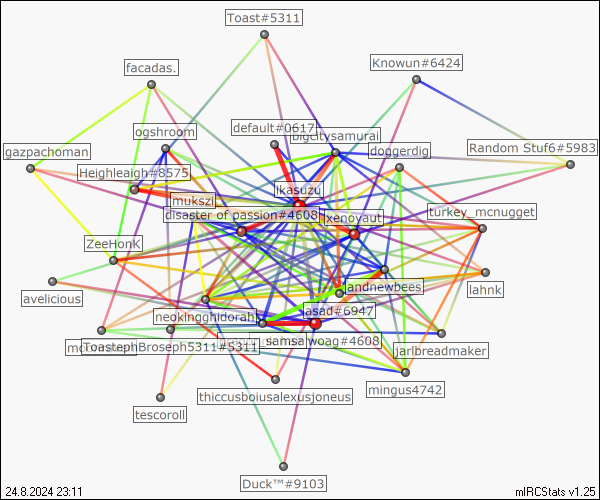 Toast#5311
Knowun#6424
facadas.
default#0617
ogshroom
bigcitysamurai
Random Stuf6#5983
doggerdig
gazpachoman
Heighleaigh#8575
ikasuzu
mukszi
disaster of passion#4608
xenoyaut
turkey_mcnugget
ZeeHonK
lahnk
landnewbees
avelicious
neokingghidorah
asad#6947
ToastephBroseph5311#5311
samsa woag#4608
jarlbreadmaker
mingus4742
thiccusboiusalexusjoneus
tescoroll
Duck™#9103
24.8.2024 23:11
mIRCStats v1.25